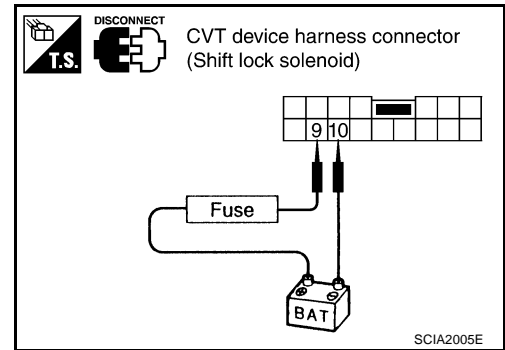 DISCONNECT
T.S.
CVT device harness connector
(Shift lock solenoid)
9 10
Fuse
BAT
SCIA2005E